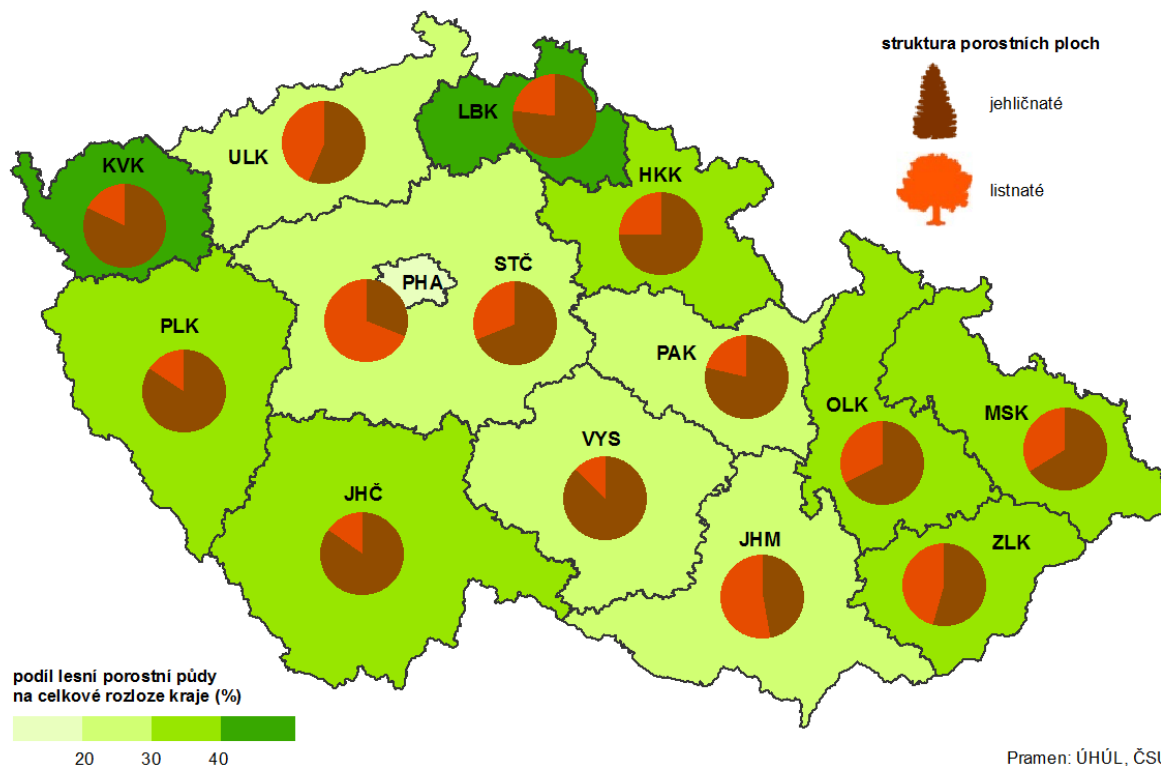 struktura porostních ploch
jehličnaté
listnaté
LBK
KVK
ULK
HKK
PHA
STČ
PLK
PAK
OLK
MSK
VYS
JHČ
JHM
ZLK
podíl lesní porostní půdy
na celkové rozloze kraje (%)
20 30 40
Pramen: ÚHÚL, ČSÚ